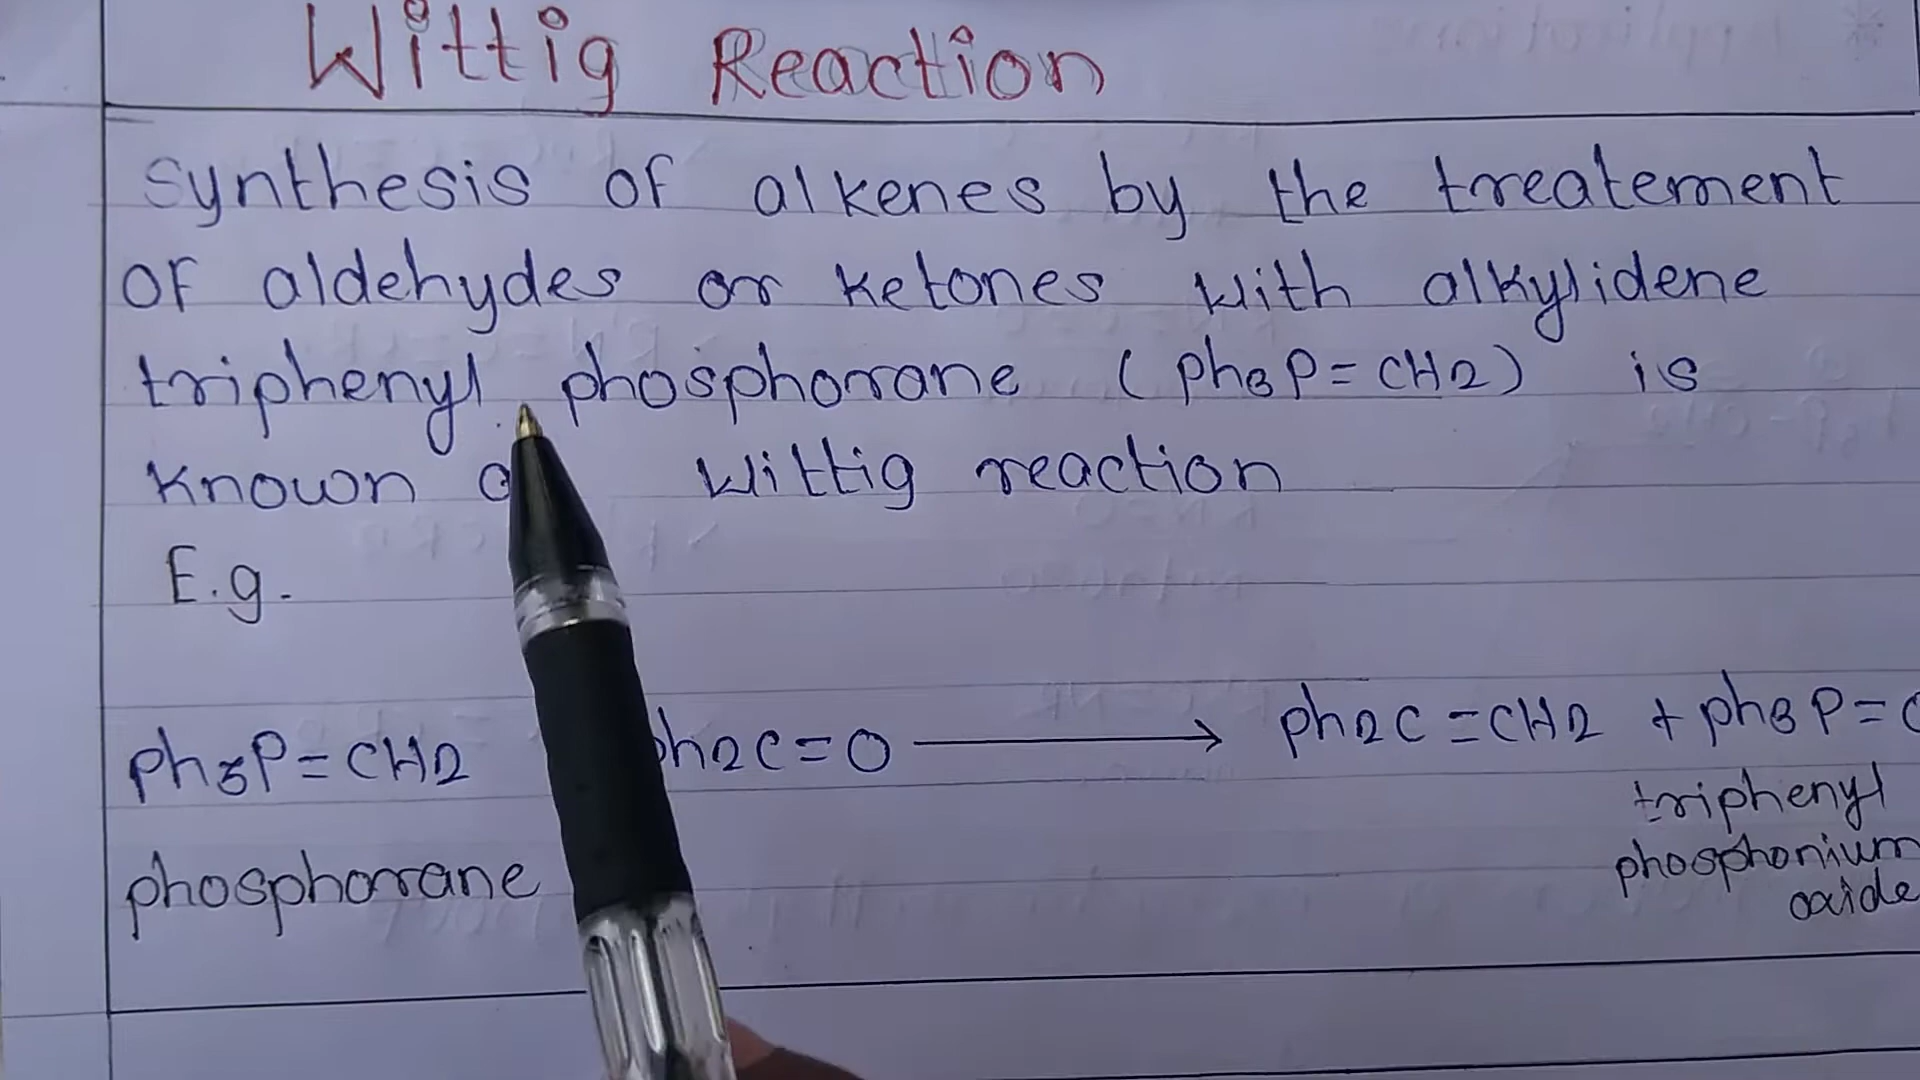 Wittig Reaction
synthesis of alkenes by the treatement
of aldehydes or ketones with alkylidene
triphenyl phosphorane (ph3P=CH2) is
known Wittig reaction
E.g.
ph3P=CH2 ph2C=O ⟶ ph2C=CH2 + ph3P=
triphenyl
phosphorane phosphonium
oxide